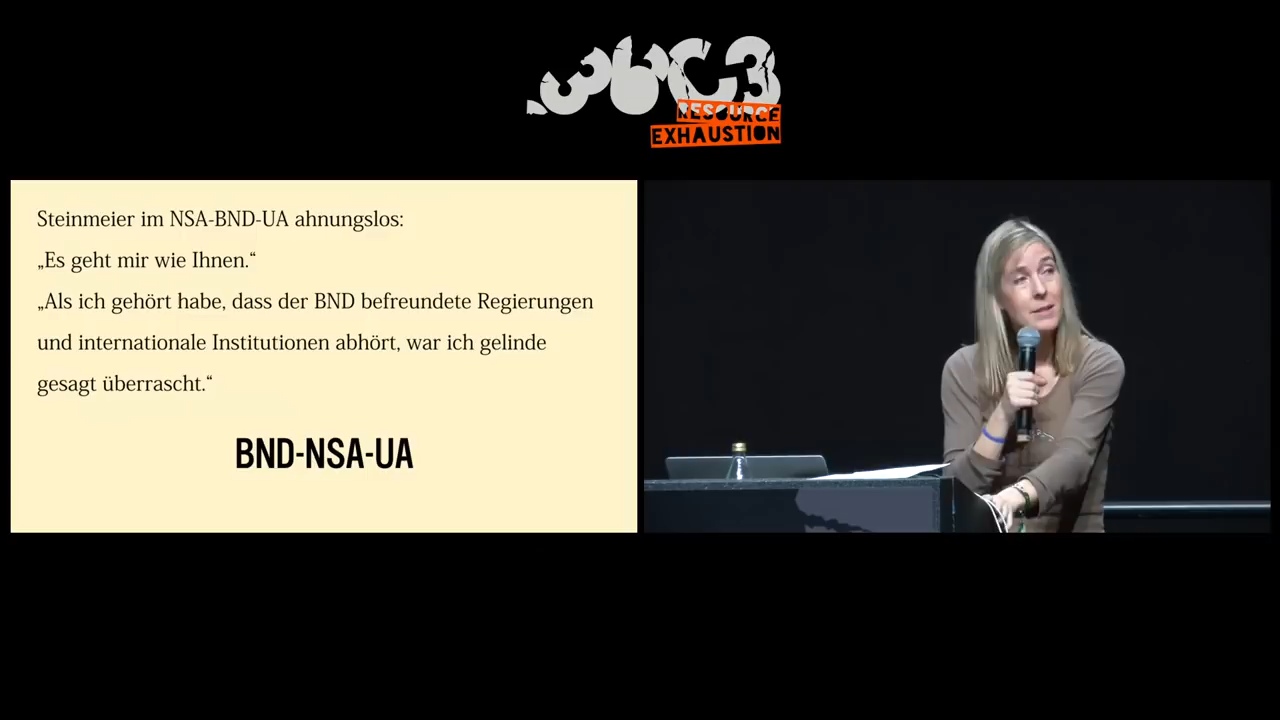 36C3
RESOURCE
EXHAUSTION
Steinmeier im NSA-BND-UA ahnungslos:
„Es geht mir wie Ihnen.“
„Als ich gehört habe, dass der BND befreundete Regierungen
und internationale Institutionen abhört, war ich gelinde
gesagt überrascht.“
BND-NSA-UA